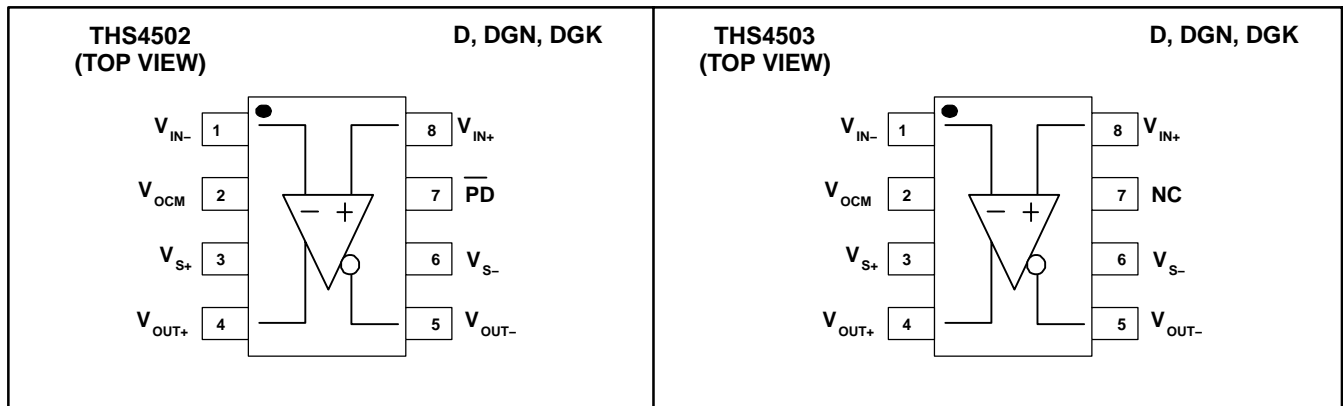 THS4502
(TOP VIEW)
D, DGN, DGK
V_IN– 1 8 V_IN+
V_OCM 2 7 P̅D̅
– +
V_S+ 3 6 V_S–
V_OUT+ 4 5 V_OUT–
THS4503
(TOP VIEW)
D, DGN, DGK
V_IN– 1 8 V_IN+
V_OCM 2 7 NC
– +
V_S+ 3 6 V_S–
V_OUT+ 4 5 V_OUT–